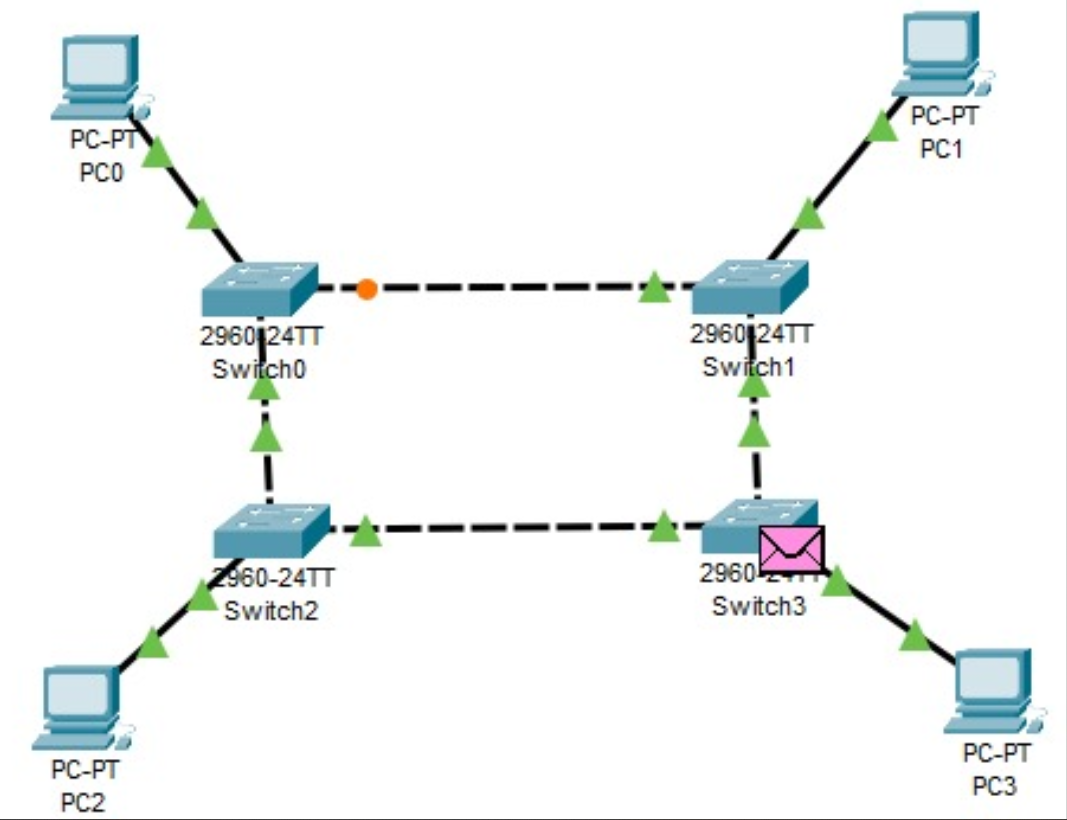 PC-PT
PC0
PC-PT
PC1
2960-24TT
Switch0
2960-24TT
Switch1
2960-24TT
Switch2
2960-24TT
Switch3
PC-PT
PC2
PC-PT
PC3